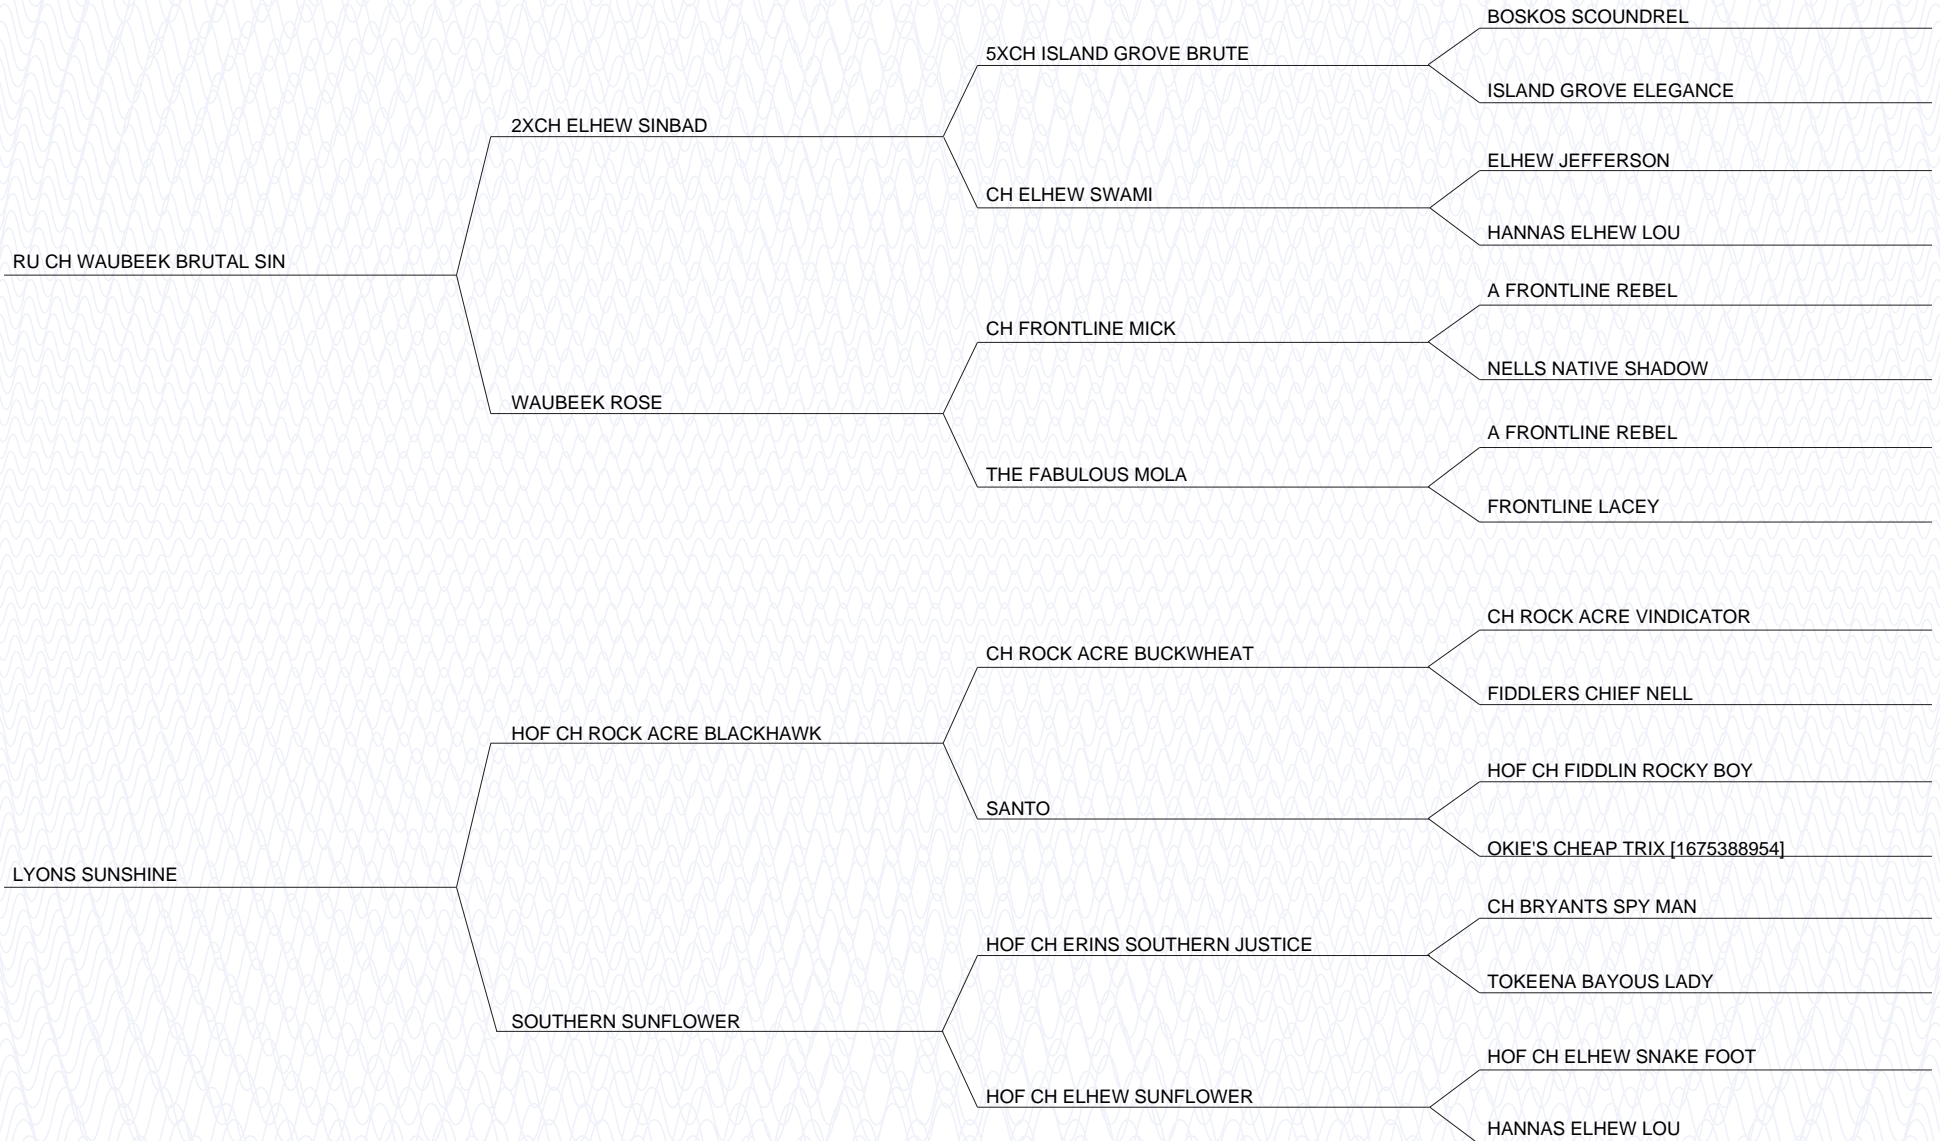 BOSKOS SCOUNDREL
5XCH ISLAND GROVE BRUTE
ISLAND GROVE ELEGANCE
2XCH ELHEW SINBAD
ELHEW JEFFERSON
CH ELHEW SWAMI
HANNAS ELHEW LOU
RU CH WAUBEEK BRUTAL SIN
A FRONTLINE REBEL
CH FRONTLINE MICK
NELLS NATIVE SHADOW
WAUBEEK ROSE
A FRONTLINE REBEL
THE FABULOUS MOLA
FRONTLINE LACEY
CH ROCK ACRE VINDICATOR
CH ROCK ACRE BUCKWHEAT
FIDDLERS CHIEF NELL
HOF CH ROCK ACRE BLACKHAWK
HOF CH FIDDLIN ROCKY BOY
SANTO
OKIE'S CHEAP TRIX [1675388954]
LYONS SUNSHINE
CH BRYANTS SPY MAN
HOF CH ERINS SOUTHERN JUSTICE
TOKEENA BAYOUS LADY
SOUTHERN SUNFLOWER
HOF CH ELHEW SNAKE FOOT
HOF CH ELHEW SUNFLOWER
HANNAS ELHEW LOU